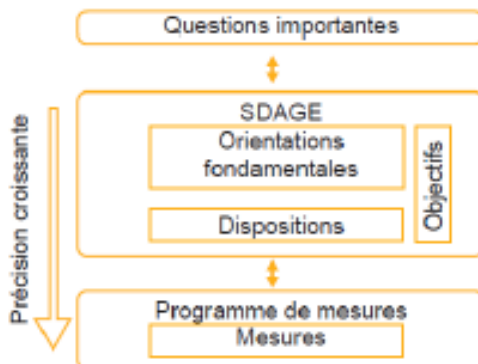 Questions importantes
SDAGE
Orientations
fondamentales
Objectifs
Dispositions
Précision croissante
Programme de mesures
Mesures